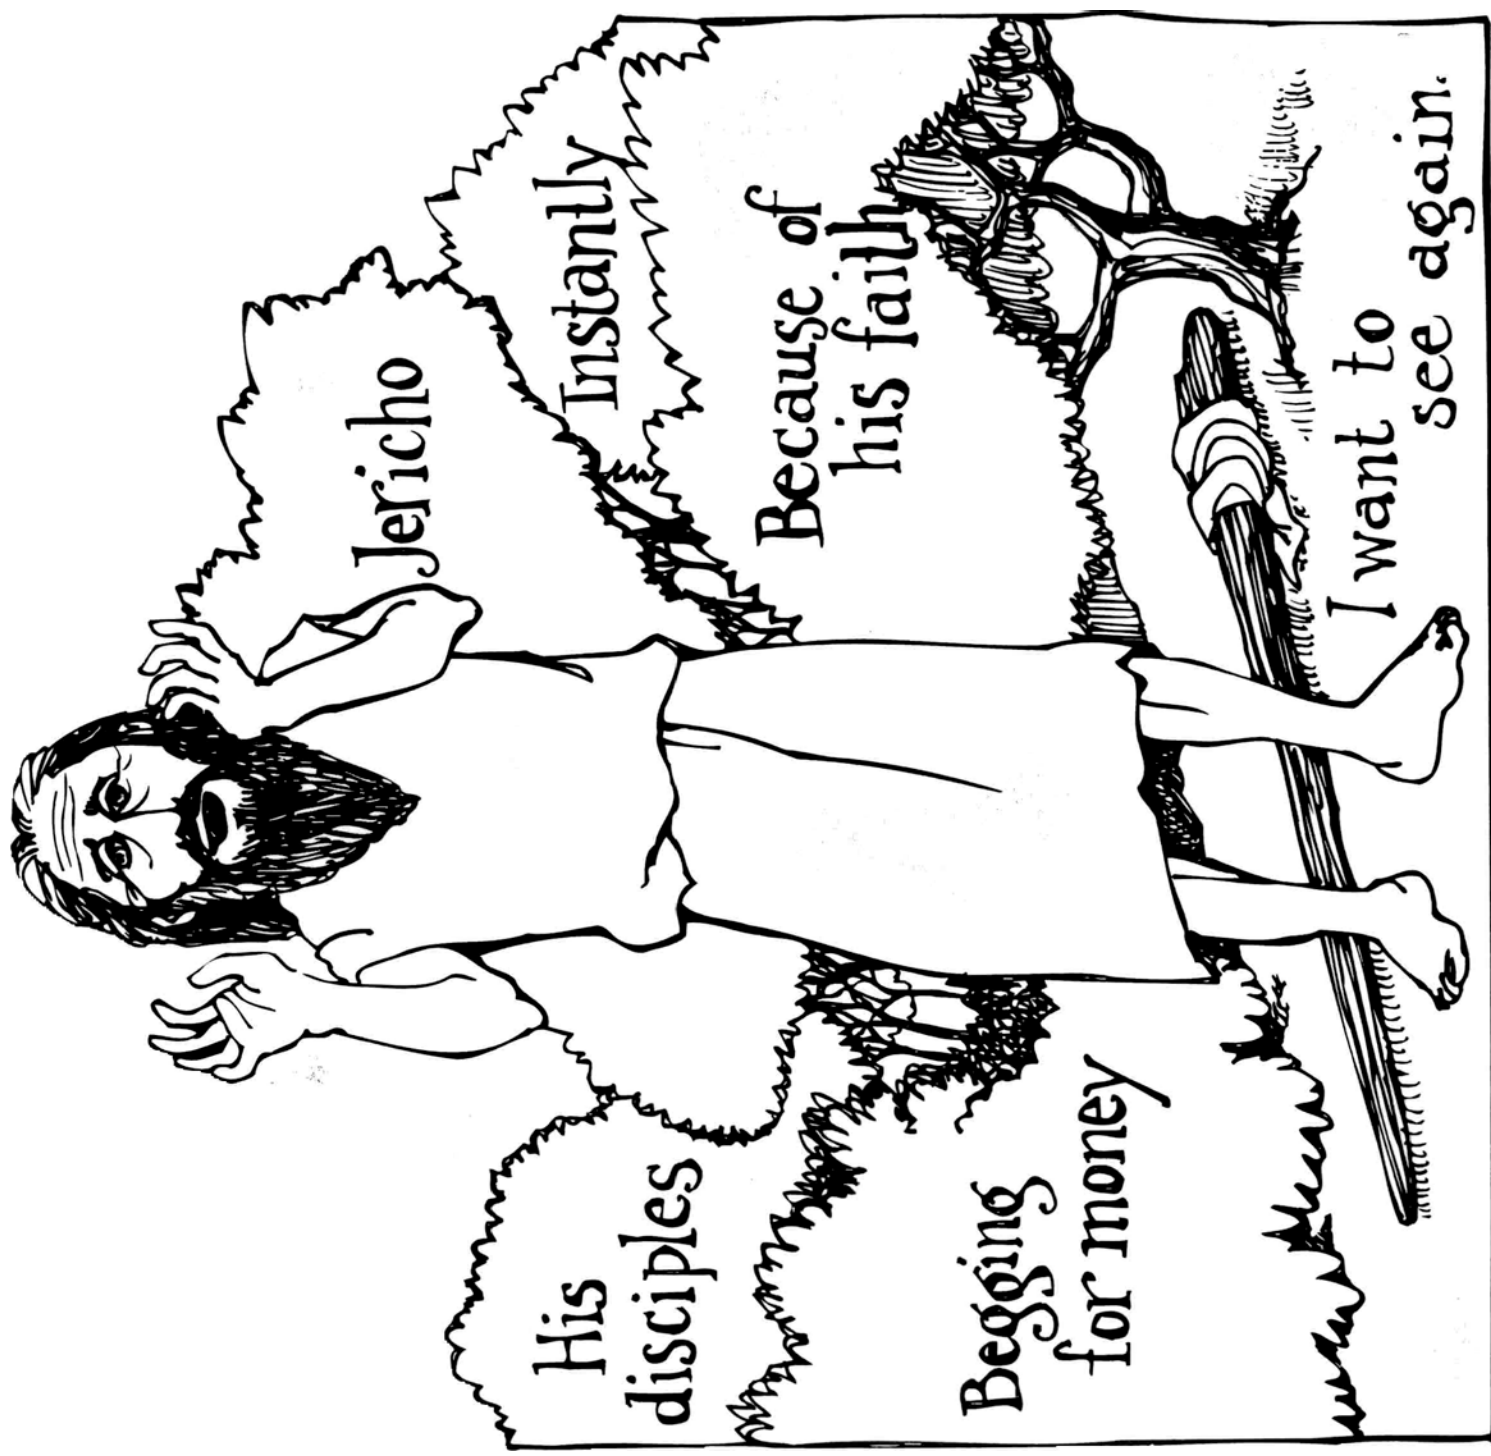 Jericho
Instantly
His
disciples
Because of
his faith
Begging
for money
I want to
see again.